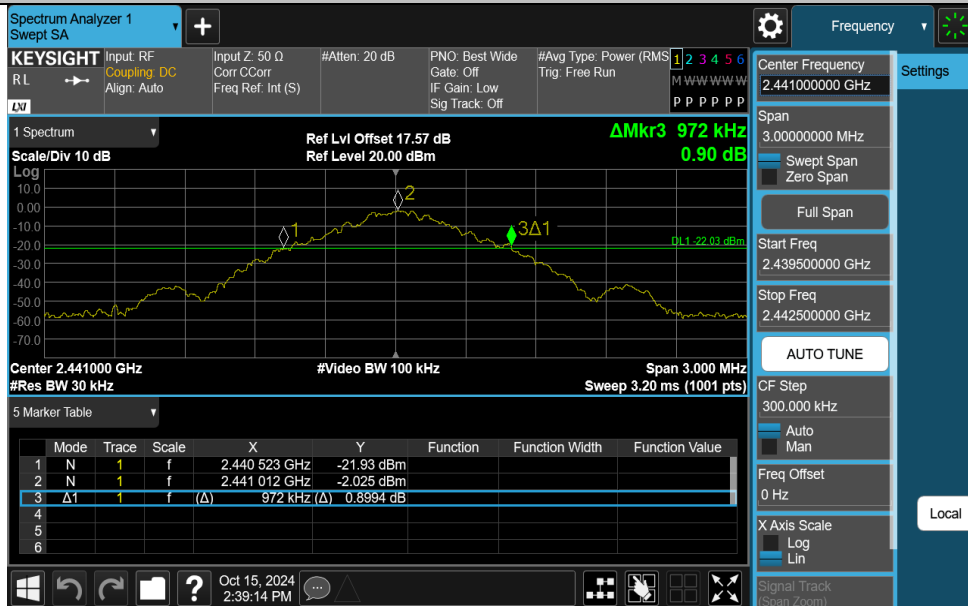 Spectrum Analyzer 1
Swept SA
Frequency
KEYSIGHT
RL
LXI
Input: RF
Coupling: DC
Align: Auto
Input Z: 50 Ω
Corr CCorr
Freq Ref: Int (S)
#Atten: 20 dB
PNO: Best Wide
Gate: Off
IF Gain: Low
Sig Track: Off
#Avg Type: Power (RMS
Trig: Free Run
1 2 3 4 5 6
M W W W W W
P P P P P P
Center Frequency
2.441000000 GHz
Settings
1 Spectrum
Scale/Div 10 dB
Log
Ref Lvl Offset 17.57 dB
Ref Level 20.00 dBm
ΔMkr3 972 kHz
0.90 dB
10.0
0.00
-10.0
-20.0
-30.0
-40.0
-50.0
-60.0
-70.0
1
2
3Δ1
DL1 -22.03 dBm
Center 2.441000 GHz
#Res BW 30 kHz
#Video BW 100 kHz
Span 3.000 MHz
Sweep 3.20 ms (1001 pts)
Span
3.00000000 MHz
Swept Span
Zero Span
Full Span
Start Freq
2.439500000 GHz
Stop Freq
2.442500000 GHz
AUTO TUNE
CF Step
300.000 kHz
Auto
Man
Freq Offset
0 Hz
X Axis Scale
Log
Lin
Signal Track
(Span Zoom)
Local
5 Marker Table
Mode Trace Scale X Y Function Function Width Function Value
1 N 1 f 2.440 523 GHz -21.93 dBm
2 N 1 f 2.441 012 GHz -2.025 dBm
3 Δ1 1 f (Δ) 972 kHz (Δ) 0.8994 dB
4
5
6
?
Oct 15, 2024
2:39:14 PM